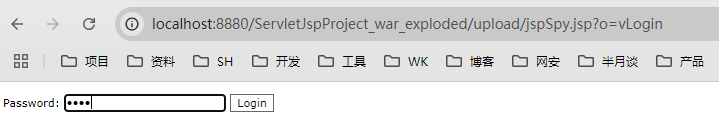 localhost:8880/ServletJspProject_war_exploded/upload/jspSpy.jsp?o=vLogin
项目 资料 SH 开发 工具 WK 博客 网安 半月谈 产品
Password: •••• Login